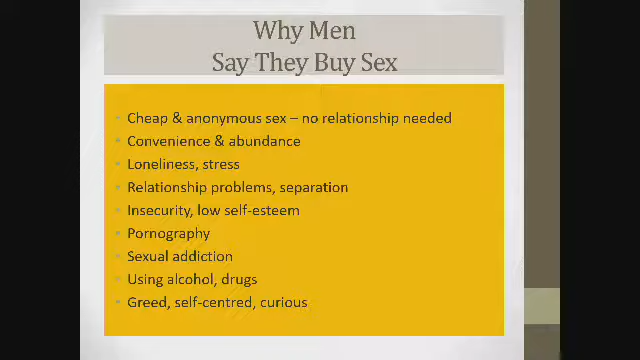 Why Men
Say They Buy Sex
Cheap & anonymous sex – no relationship needed
Convenience & abundance
Loneliness, stress
Relationship problems, separation
Insecurity, low self-esteem
Pornography
Sexual addiction
Using alcohol, drugs
Greed, self-centred, curious